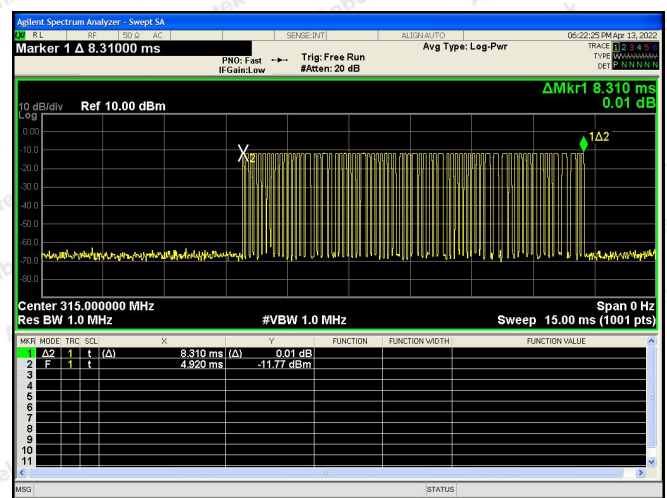 Agilent Spectrum Analyzer - Swept SA
LXI RL RF 50 Ω AC SENSE:INT ALIGN AUTO 06:22:25 PM Apr 13, 2022
Marker 1 Δ 8.31000 ms
PNO: Fast
IFGain:Low
Trig: Free Run
#Atten: 20 dB
Avg Type: Log-Pwr
TRACE 1 2 3 4 5 6
TYPE
DET P N N N N N
ΔMkr1 8.310 ms
0.01 dB
10 dB/div Ref 10.00 dBm
Log
0.00
-10.0
-20.0
-30.0
-40.0
-50.0
-60.0
-70.0
-80.0
X2
1Δ2
Center 315.000000 MHz Span 0 Hz
Res BW 1.0 MHz #VBW 1.0 MHz Sweep 15.00 ms (1001 pts)
MKR MODE TRC SCL X Y FUNCTION FUNCTION WIDTH FUNCTION VALUE
1 Δ2 1 t (Δ) 8.310 ms (Δ) 0.01 dB
2 F 1 t 4.920 ms -11.77 dBm
3
4
5
6
7
8
9
10
11
MSG STATUS